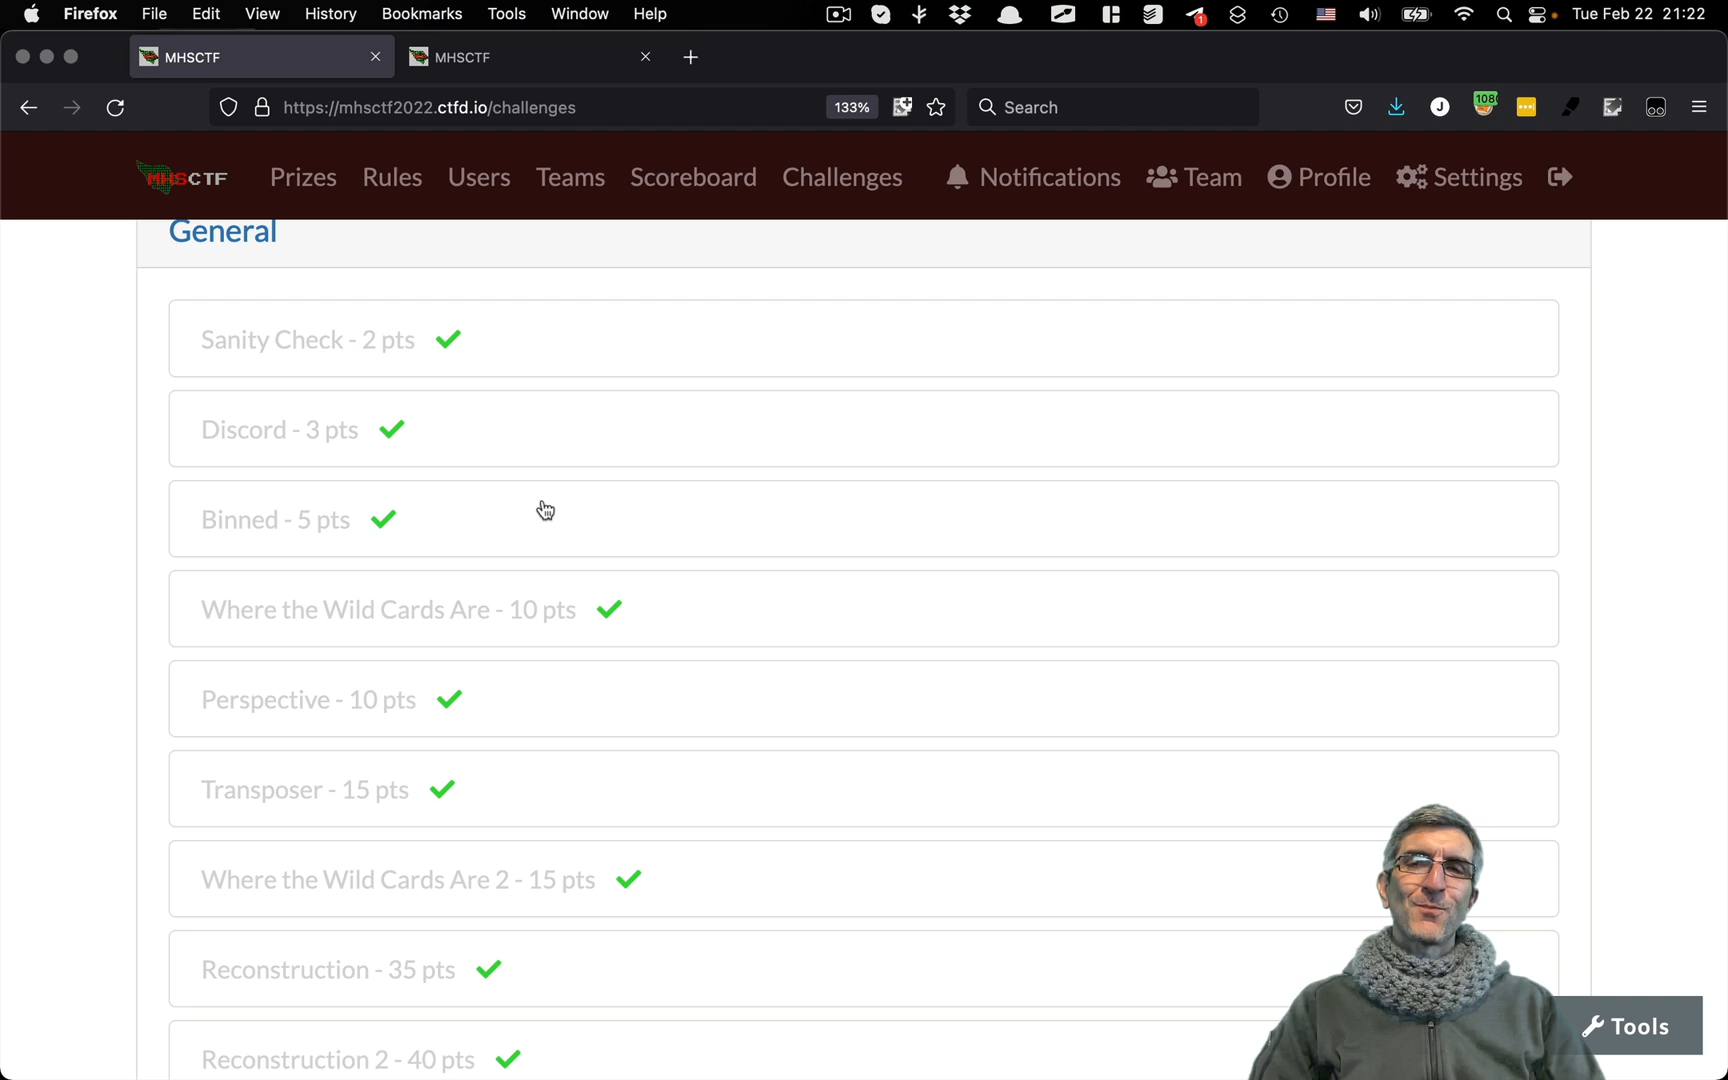 Firefox File Edit View History Bookmarks Tools Window Help 1 Tue Feb 22 21:22
MHSCTF MHSCTF
https://mhsctf2022.ctfd.io/challenges 133% Search J 108
MHSCTF Prizes Rules Users Teams Scoreboard Challenges Notifications Team Profile Settings
General
Sanity Check - 2 pts
Discord - 3 pts
Binned - 5 pts
Where the Wild Cards Are - 10 pts
Perspective - 10 pts
Transposer - 15 pts
Where the Wild Cards Are 2 - 15 pts
Reconstruction - 35 pts
Tools
Reconstruction 2 - 40 pts